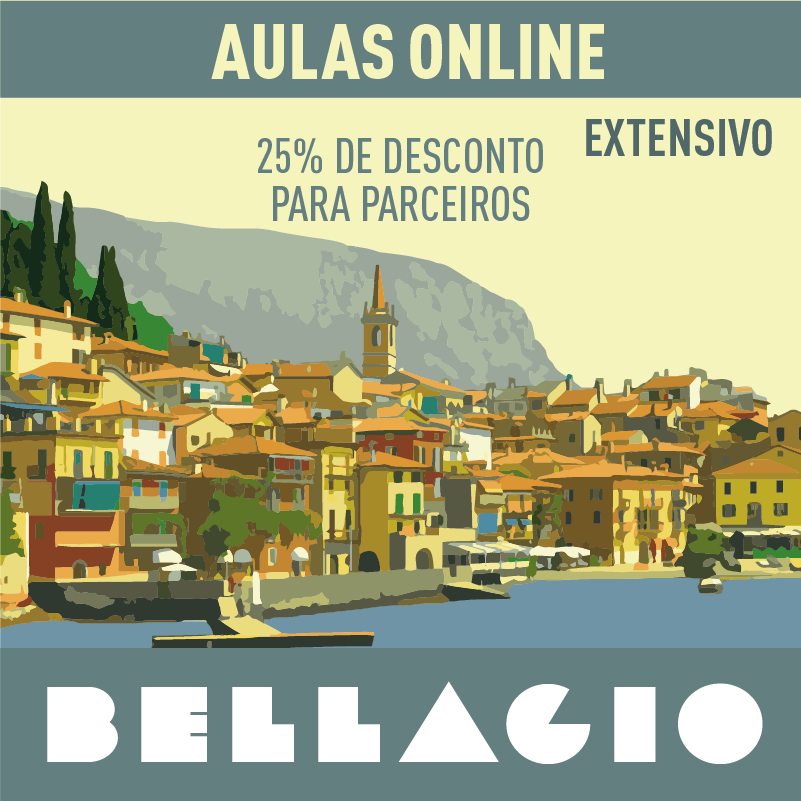 AULAS ONLINE
EXTENSIVO
25% DE DESCONTO
PARA PARCEIROS
BELLAGIO